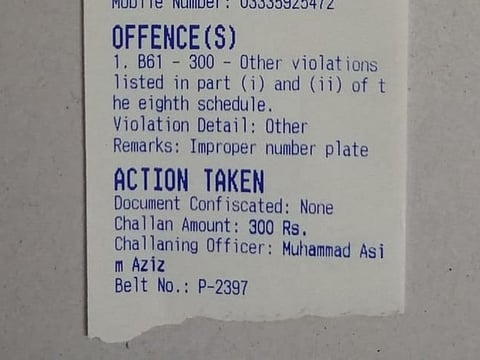 Mobile Number: 03335925472
OFFENCE(S)
1. B61 - 300 - Other violations
listed in part (i) and (ii) of t
he eighth schedule.
Violation Detail: Other
Remarks: Improper number plate
ACTION TAKEN
Document Confiscated: None
Challan Amount: 300 Rs.
Challaning Officer: Muhammad Asi
m Aziz
Belt No.: P-2397